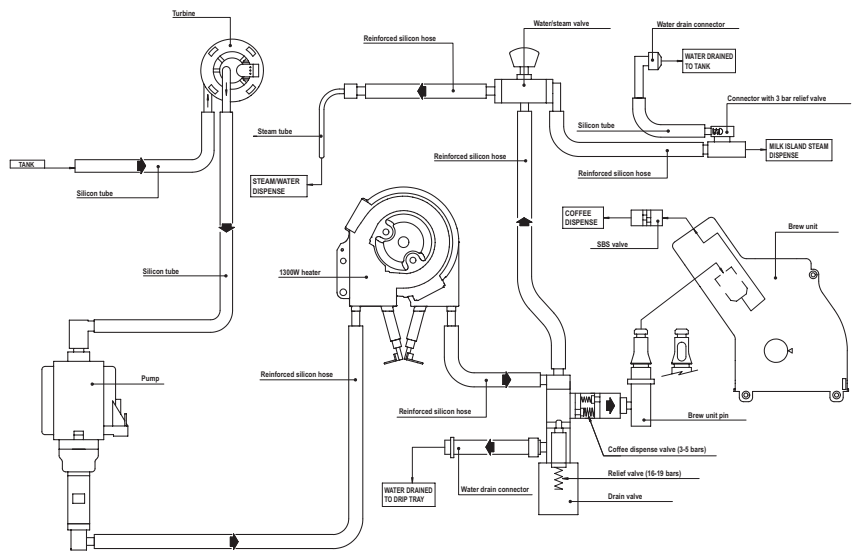 Turbine
Water/steam valve
Water drain connector
Reinforced silicon hose
WATER DRAINED
TO TANK
Connector with 3 bar relief valve
Silicon tube
Steam tube
Reinforced silicon hose
MILK ISLAND STEAM
DISPENSE
TANK
Reinforced silicon hose
Silicon tube
STEAM/WATER
DISPENSE
COFFEE
DISPENSE
Brew unit
SBS valve
Silicon tube
1300W heater
Pump
Reinforced silicon hose
Reinforced silicon hose
Brew unit pin
Coffee dispense valve (3-5 bars)
Relief valve (16-19 bars)
WATER DRAINED
TO DRIP TRAY
Water drain connector
Drain valve